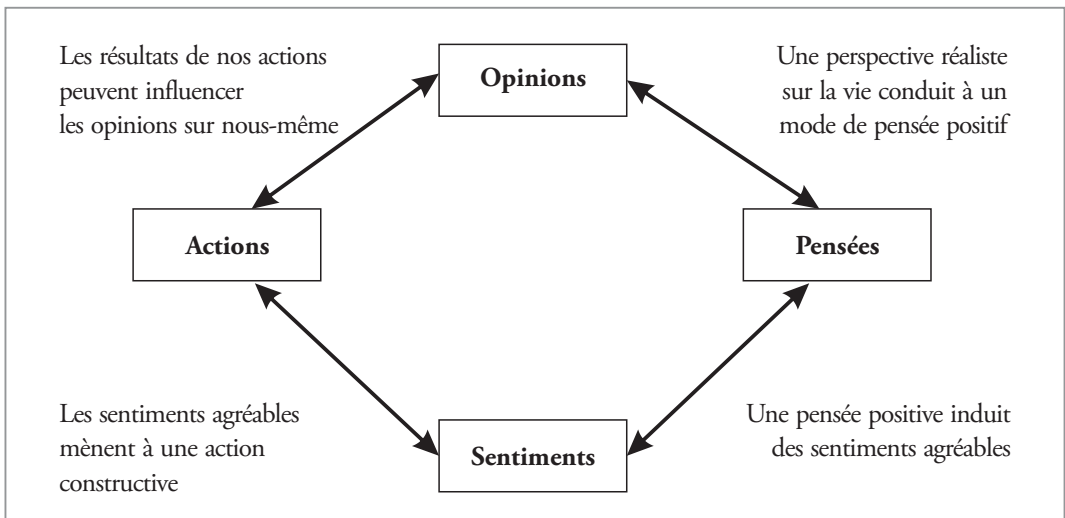 Les résultats de nos actions
peuvent influencer
les opinions sur nous-même
Opinions
Une perspective réaliste
sur la vie conduit à un
mode de pensée positif
Actions
Pensées
Les sentiments agréables
mènent à une action
constructive
Sentiments
Une pensée positive induit
des sentiments agréables